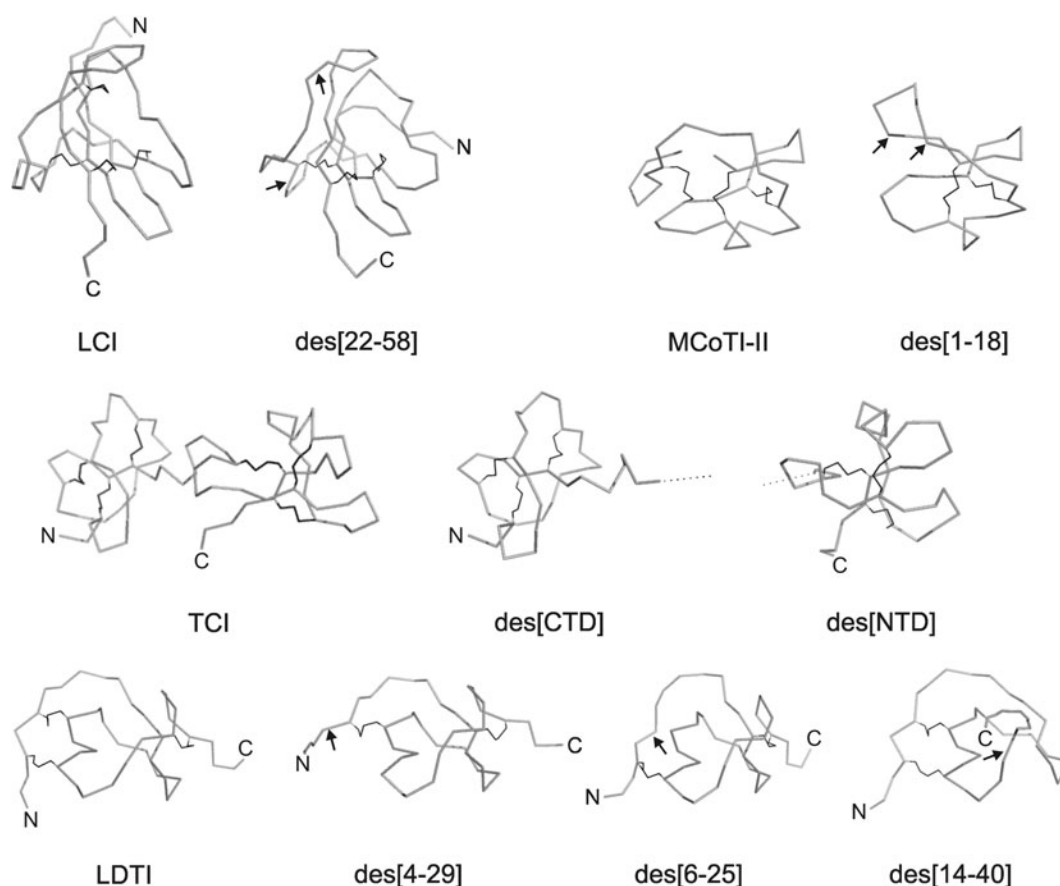 N
N
C
C
LCI des[22-58] MCoTI-II des[1-18]
N
C
N
C
TCI des[CTD] des[NTD]
N
C
N
C
N
C
N
C
LDTI des[4-29] des[6-25] des[14-40]